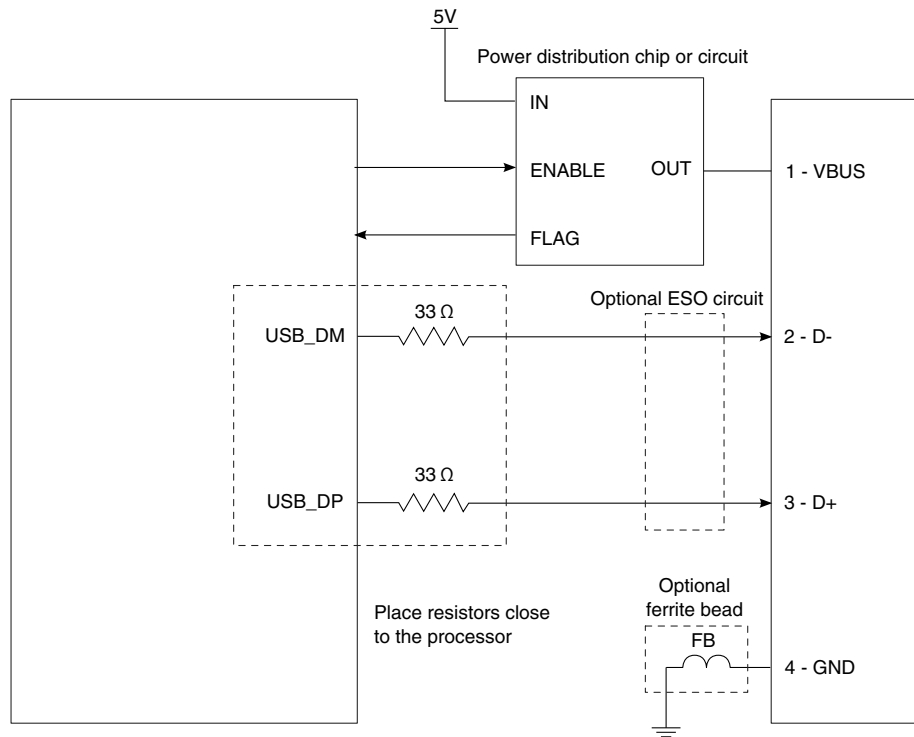 5V
Power distribution chip or circuit
IN
ENABLE
OUT
1 - VBUS
FLAG
Optional ESO circuit
33 Ω
USB_DM
2 - D-
33 Ω
USB_DP
3 - D+
Place resistors close
to the processor
Optional
ferrite bead
FB
4 - GND